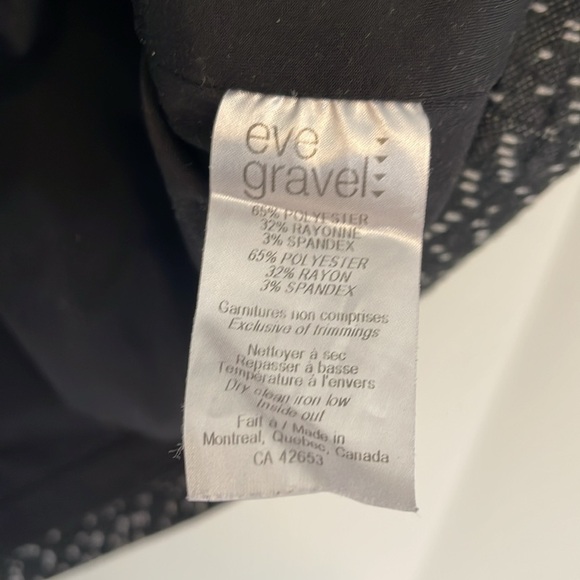 eve
gravel
65% POLYESTER
32% RAYONNE
3% SPANDEX
65% POLYESTER
32% RAYON
3% SPANDEX
Garnitures non comprises
Exclusive of trimmings
Nettoyer à sec
Repasser à basse
Température à l'envers
Dry clean iron low
Inside out
Fait à / Made in
Montreal, Quebec, Canada
CA 42653